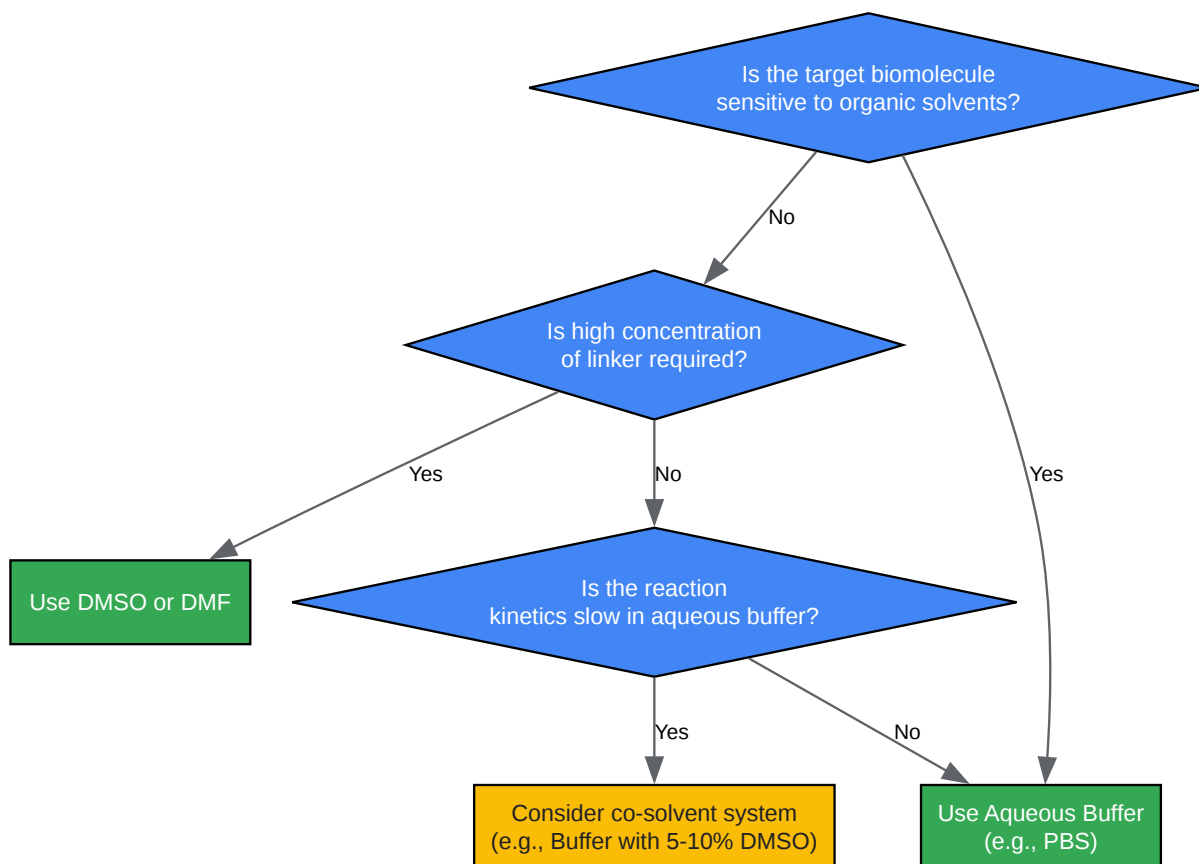 Is the target biomolecule
sensitive to organic solvents?
No
Is high concentration
of linker required?
Yes
No
Yes
Use DMSO or DMF
Is the reaction
kinetics slow in aqueous buffer?
Yes
No
Consider co-solvent system
(e.g., Buffer with 5-10% DMSO)
Use Aqueous Buffer
(e.g., PBS)